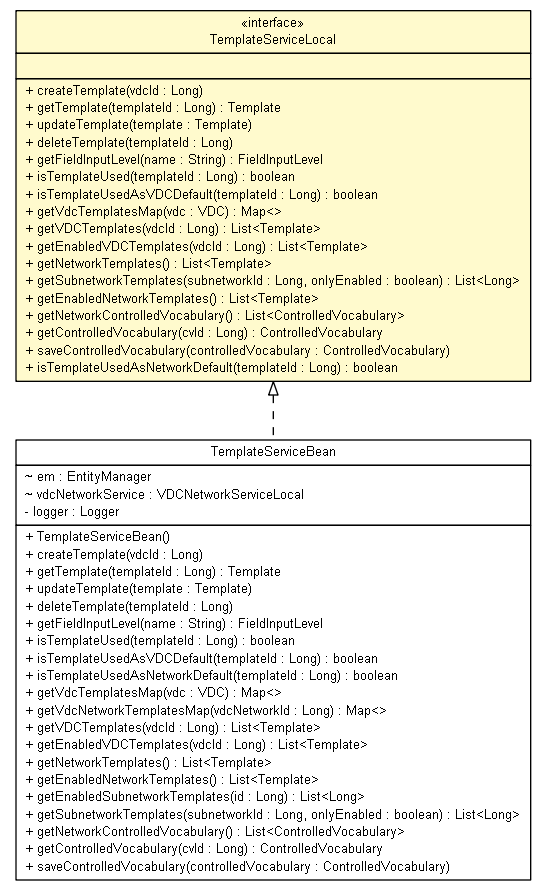 «interface»
TemplateServiceLocal
+ createTemplate(vdcId : Long)
+ getTemplate(templateId : Long) : Template
+ updateTemplate(template : Template)
+ deleteTemplate(templateId : Long)
+ getFieldInputLevel(name : String) : FieldInputLevel
+ isTemplateUsed(templateId : Long) : boolean
+ isTemplateUsedAsVDCDefault(templateId : Long) : boolean
+ getVdcTemplatesMap(vdc : VDC) : Map<>
+ getVDCTemplates(vdcId : Long) : List<Template>
+ getEnabledVDCTemplates(vdcId : Long) : List<Template>
+ getNetworkTemplates() : List<Template>
+ getSubnetworkTemplates(subnetworkId : Long, onlyEnabled : boolean) : List<Long>
+ getEnabledNetworkTemplates() : List<Template>
+ getNetworkControlledVocabulary() : List<ControlledVocabulary>
+ getControlledVocabulary(cvId : Long) : ControlledVocabulary
+ saveControlledVocabulary(controlledVocabulary : ControlledVocabulary)
+ isTemplateUsedAsNetworkDefault(templateId : Long) : boolean
TemplateServiceBean
~ em : EntityManager
~ vdcNetworkService : VDCNetworkServiceLocal
- logger : Logger
+ TemplateServiceBean()
+ createTemplate(vdcId : Long)
+ getTemplate(templateId : Long) : Template
+ updateTemplate(template : Template)
+ deleteTemplate(templateId : Long)
+ getFieldInputLevel(name : String) : FieldInputLevel
+ isTemplateUsed(templateId : Long) : boolean
+ isTemplateUsedAsVDCDefault(templateId : Long) : boolean
+ isTemplateUsedAsNetworkDefault(templateId : Long) : boolean
+ getVdcTemplatesMap(vdc : VDC) : Map<>
+ getVdcNetworkTemplatesMap(vdcNetworkId : Long) : Map<>
+ getVDCTemplates(vdcId : Long) : List<Template>
+ getEnabledVDCTemplates(vdcId : Long) : List<Template>
+ getNetworkTemplates() : List<Template>
+ getEnabledNetworkTemplates() : List<Template>
+ getEnabledSubnetworkTemplates(id : Long) : List<Long>
+ getSubnetworkTemplates(subnetworkId : Long, onlyEnabled : boolean) : List<Long>
+ getNetworkControlledVocabulary() : List<ControlledVocabulary>
+ getControlledVocabulary(cvId : Long) : ControlledVocabulary
+ saveControlledVocabulary(controlledVocabulary : ControlledVocabulary)